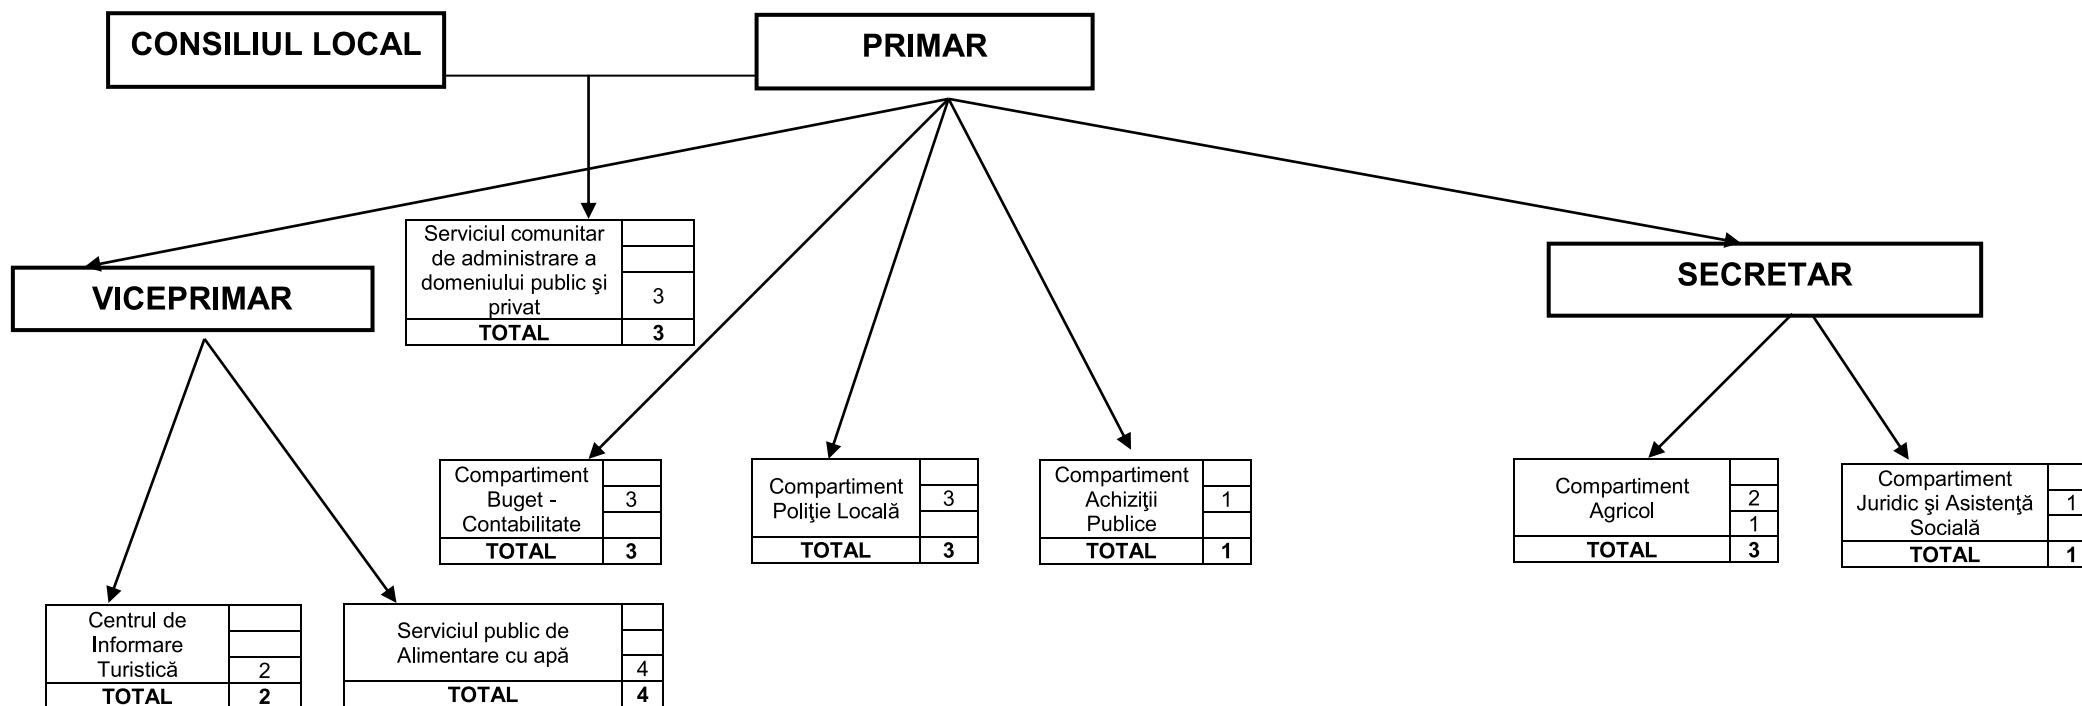 CONSILIUL LOCAL
PRIMAR
Serviciul comunitar
de administrare a
domeniului public şi
privat
3
TOTAL 3
VICEPRIMAR
SECRETAR
Compartiment
Buget -
Contabilitate
3
TOTAL 3
Compartiment
Poliţie Locală
3
TOTAL 3
Compartiment
Achiziţii
Publice
1
TOTAL 1
Compartiment
Agricol
2
1
TOTAL 3
Compartiment
Juridic şi Asistenţă
Socială
1
TOTAL 1
Centrul de
Informare
Turistică
2
TOTAL 2
Serviciul public de
Alimentare cu apă
4
TOTAL 4